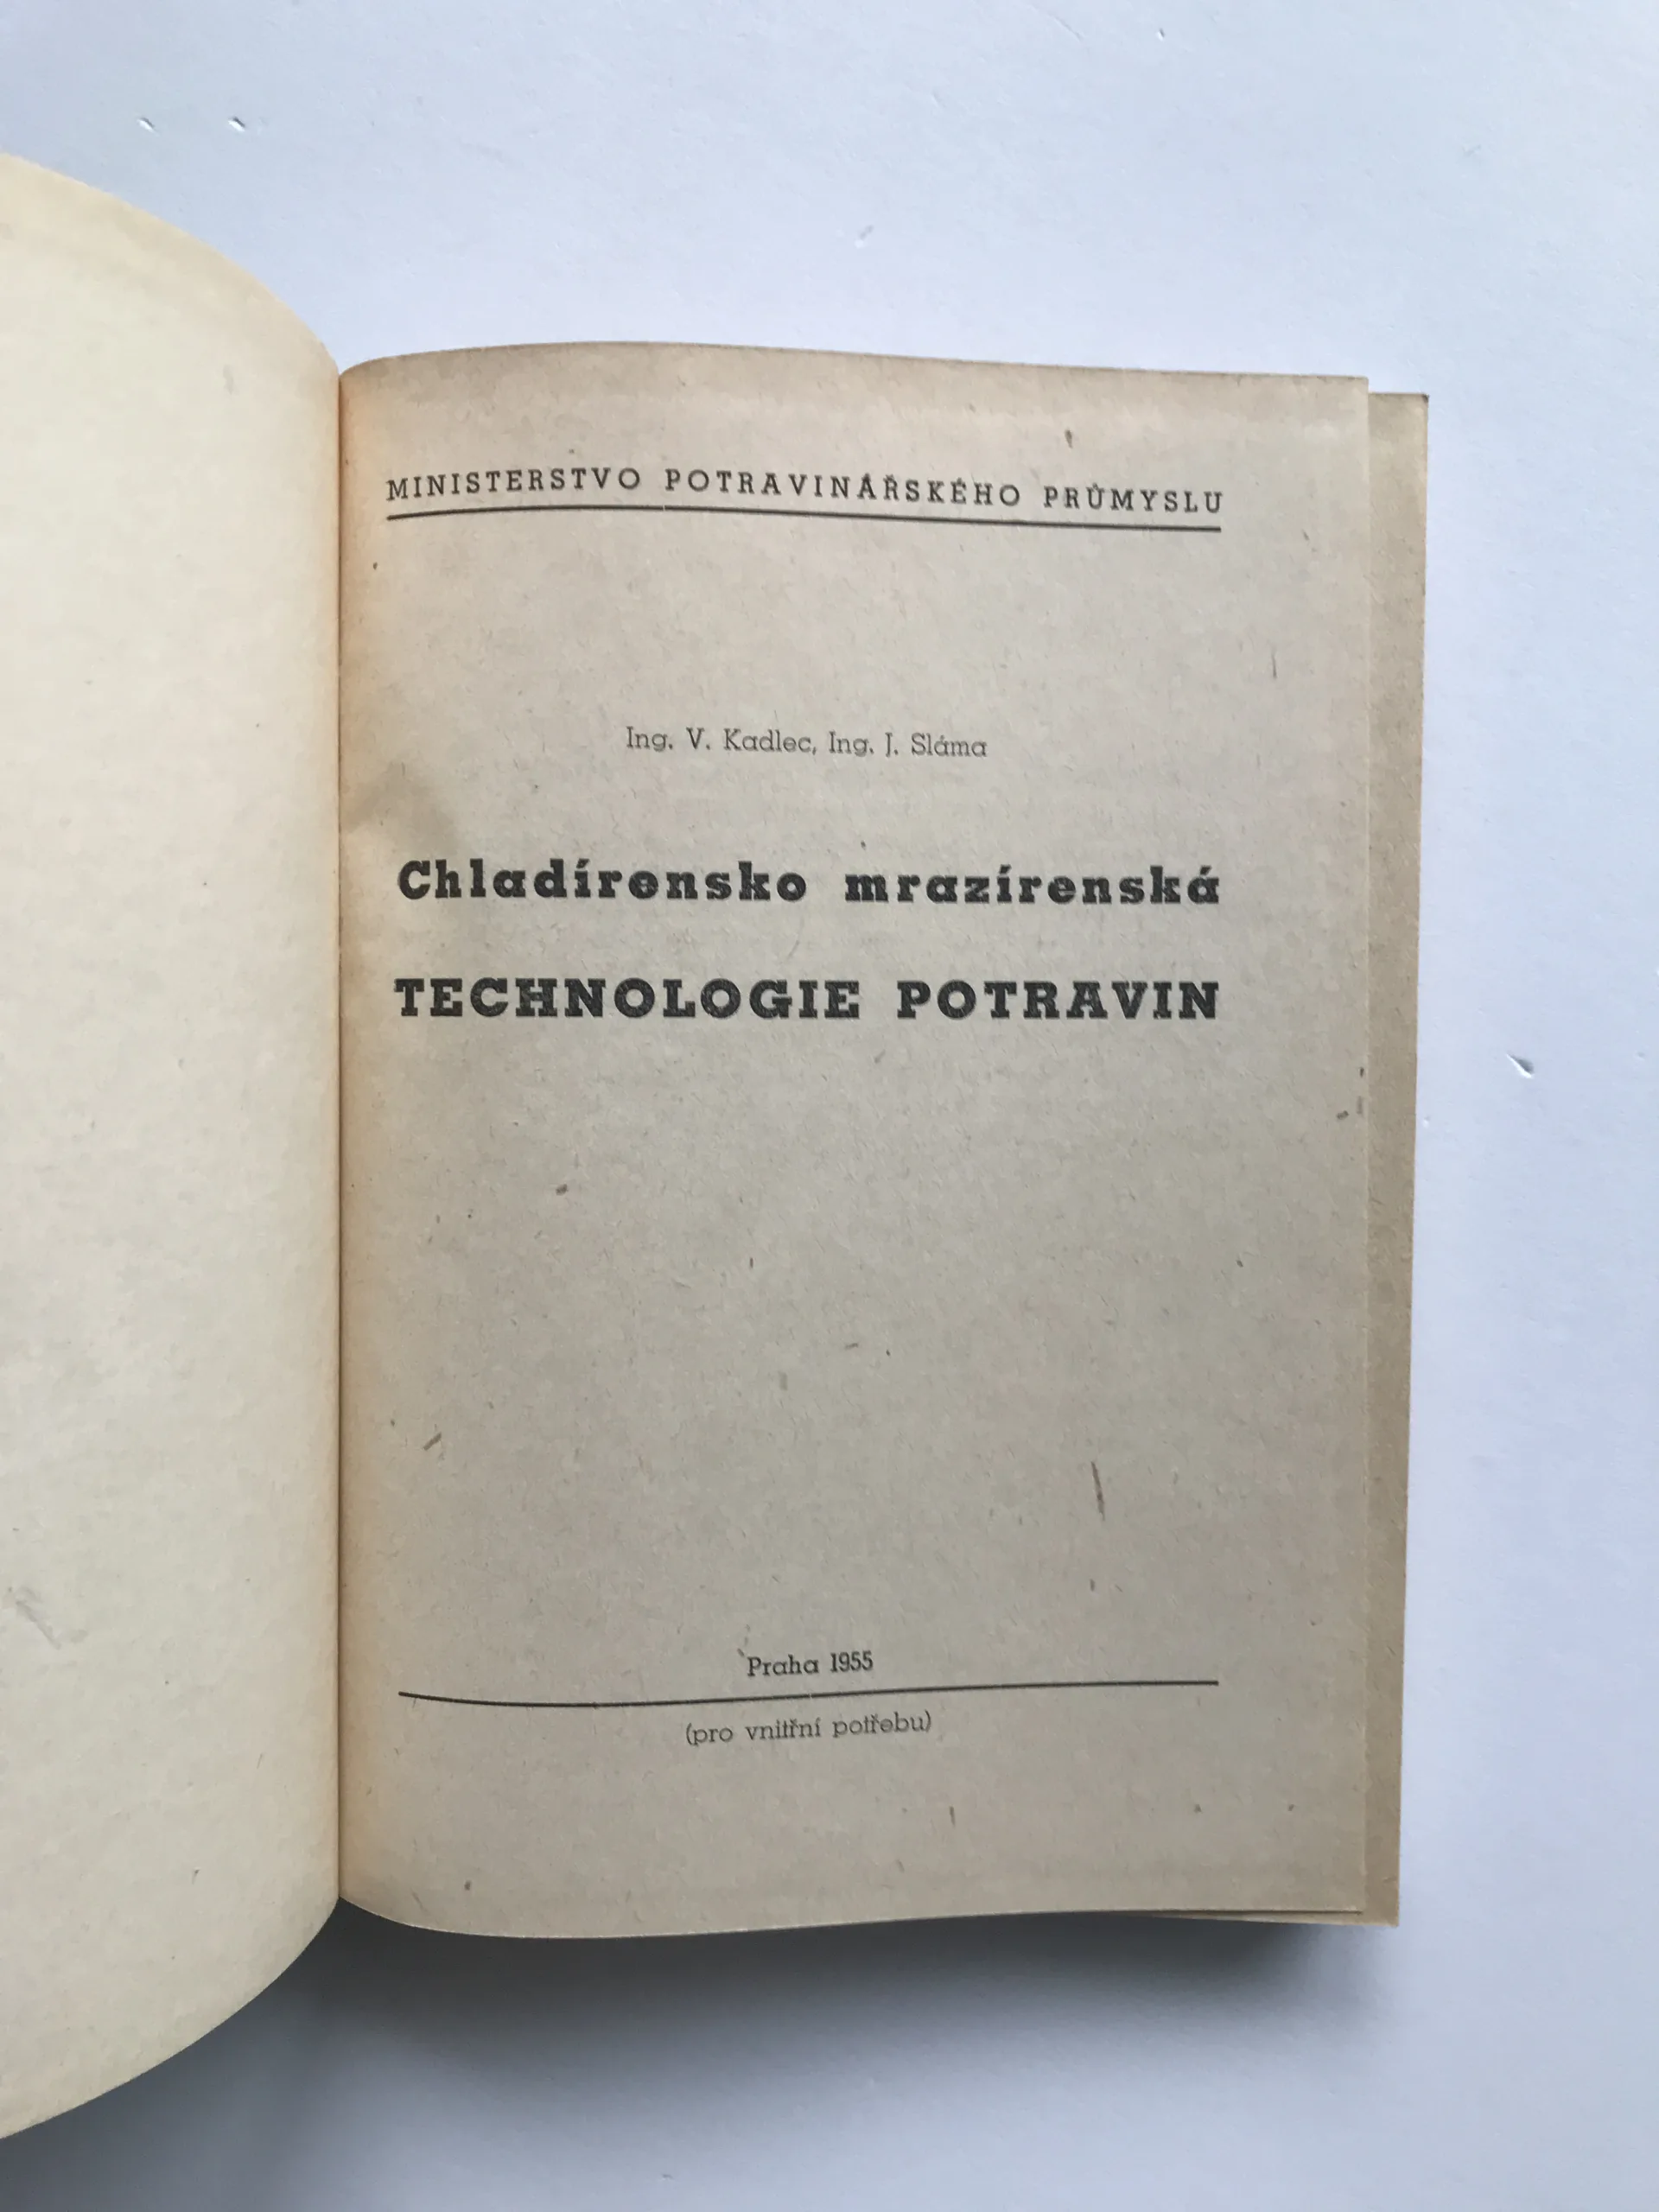 MINISTERSTVO POTRAVINÁŘSKÉHO PRŮMYSLU
Ing. V. Kadlec, Ing. J. Sláma
Chladírensko mrazírenská
TECHNOLOGIE POTRAVIN
Praha 1955
(pro vnitřní potřebu)